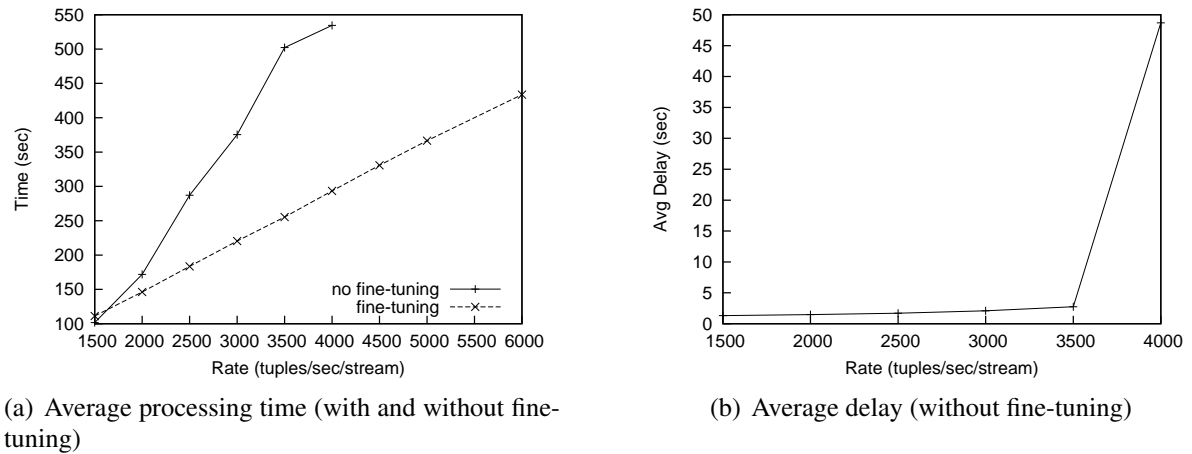 550
500
450
400
350
300
250
200
150
100
Time (sec)
no fine-tuning
fine-tuning
1500 2000 2500 3000 3500 4000 4500 5000 5500 6000
Rate (tuples/sec/stream)
(a) Average processing time (with and without fine-
tuning)
50
45
40
35
30
25
20
15
10
5
0
Avg Delay (sec)
1500 2000 2500 3000 3500 4000
Rate (tuples/sec/stream)
(b) Average delay (without fine-tuning)